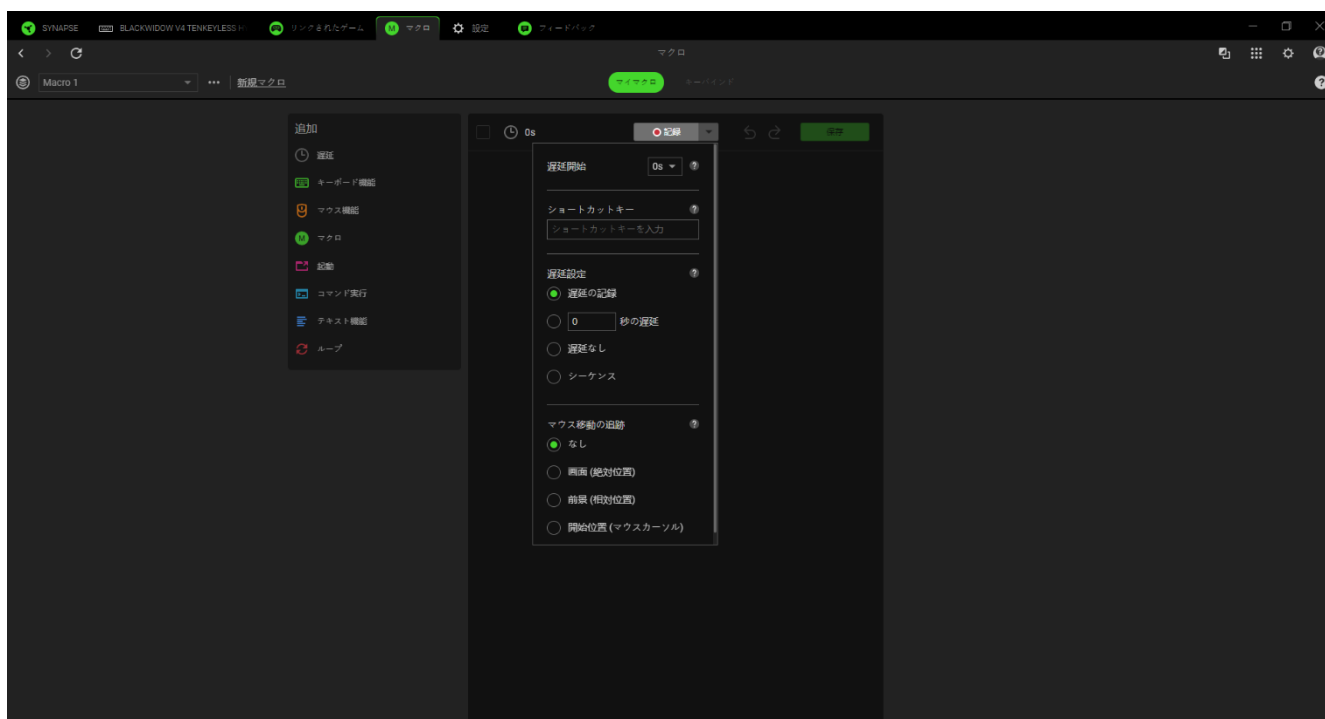 SYNAPSE BLACKWIDOW V4 TENKEYLESS H リンクされたゲーム M マクロ 設定 フィードバック
マクロ
Macro 1 新規マクロ マイマクロ キーバインド
追加
遅延
キーボード機能
マウス機能
M マクロ
起動
コマンド実行
テキスト機能
ループ
0s 記録 保存
遅延開始 0s
ショートカットキー
ショートカットキーを入力
遅延設定
遅延の記録
0 秒の遅延
遅延なし
シーケンス
マウス移動の追跡
なし
画面 (絶対位置)
前景 (相対位置)
開始位置 (マウスカーソル)